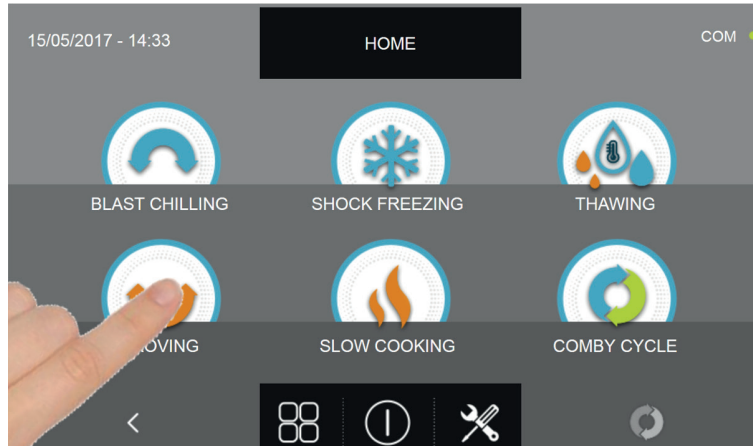 15/05/2017 - 14:33
HOME
COM
BLAST CHILLING
SHOCK FREEZING
THAWING
SLOW COOKING
COMBY CYCLE